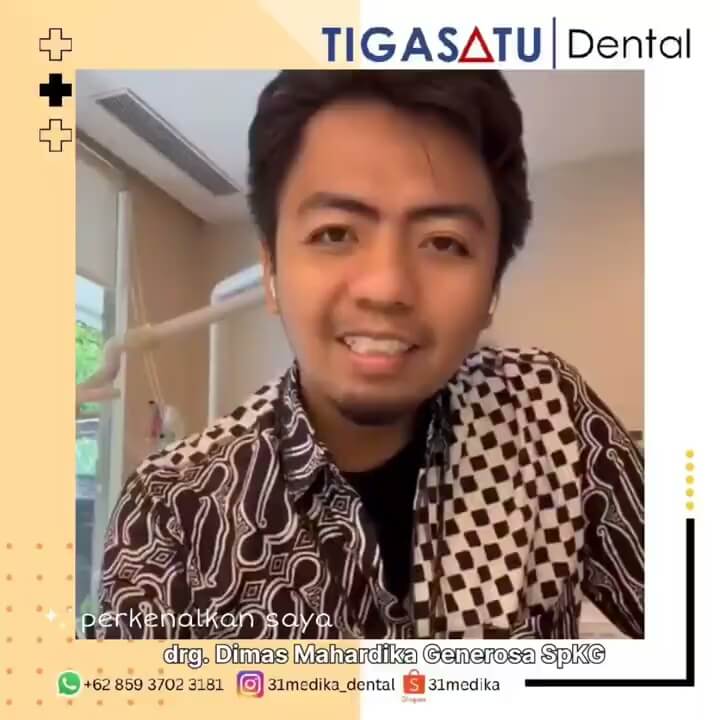 TIGASATU | Dental
perkenalkan saya
drg. Dimas Mahardika Generosa SpKG
+62 859 3702 3181 31medika_dental 31medika